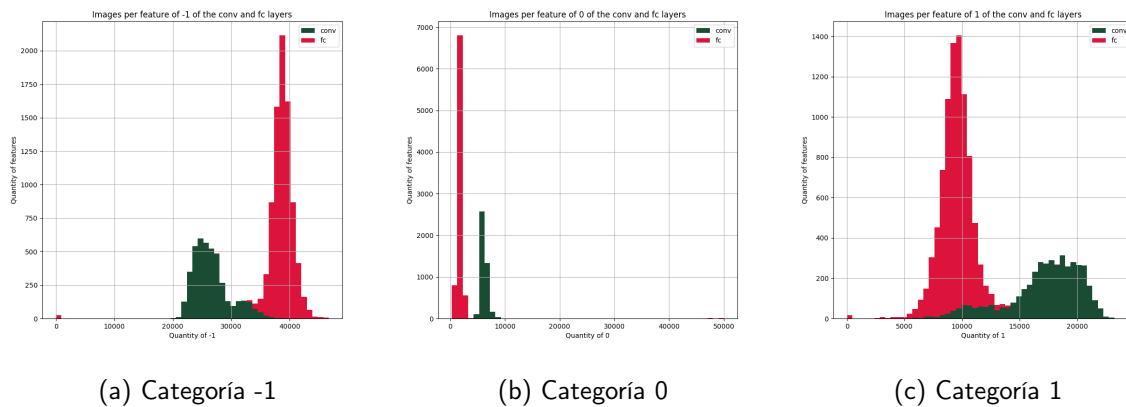 Images per feature of -1 of the conv and fc layers
conv
fc
2000
1750
1500
1250
1000
750
500
250
0
Quantity of features
0 10000 20000 30000 40000
Quantity of -1
(a) Categoría -1
Images per feature of 0 of the conv and fc layers
conv
fc
7000
6000
5000
4000
3000
2000
1000
0
Quantity of features
0 10000 20000 30000 40000 50000
Quantity of 0
(b) Categoría 0
Images per feature of 1 of the conv and fc layers
conv
fc
1400
1200
1000
800
600
400
200
0
Quantity of features
0 5000 10000 15000 20000
Quantity of 1
(c) Categoría 1